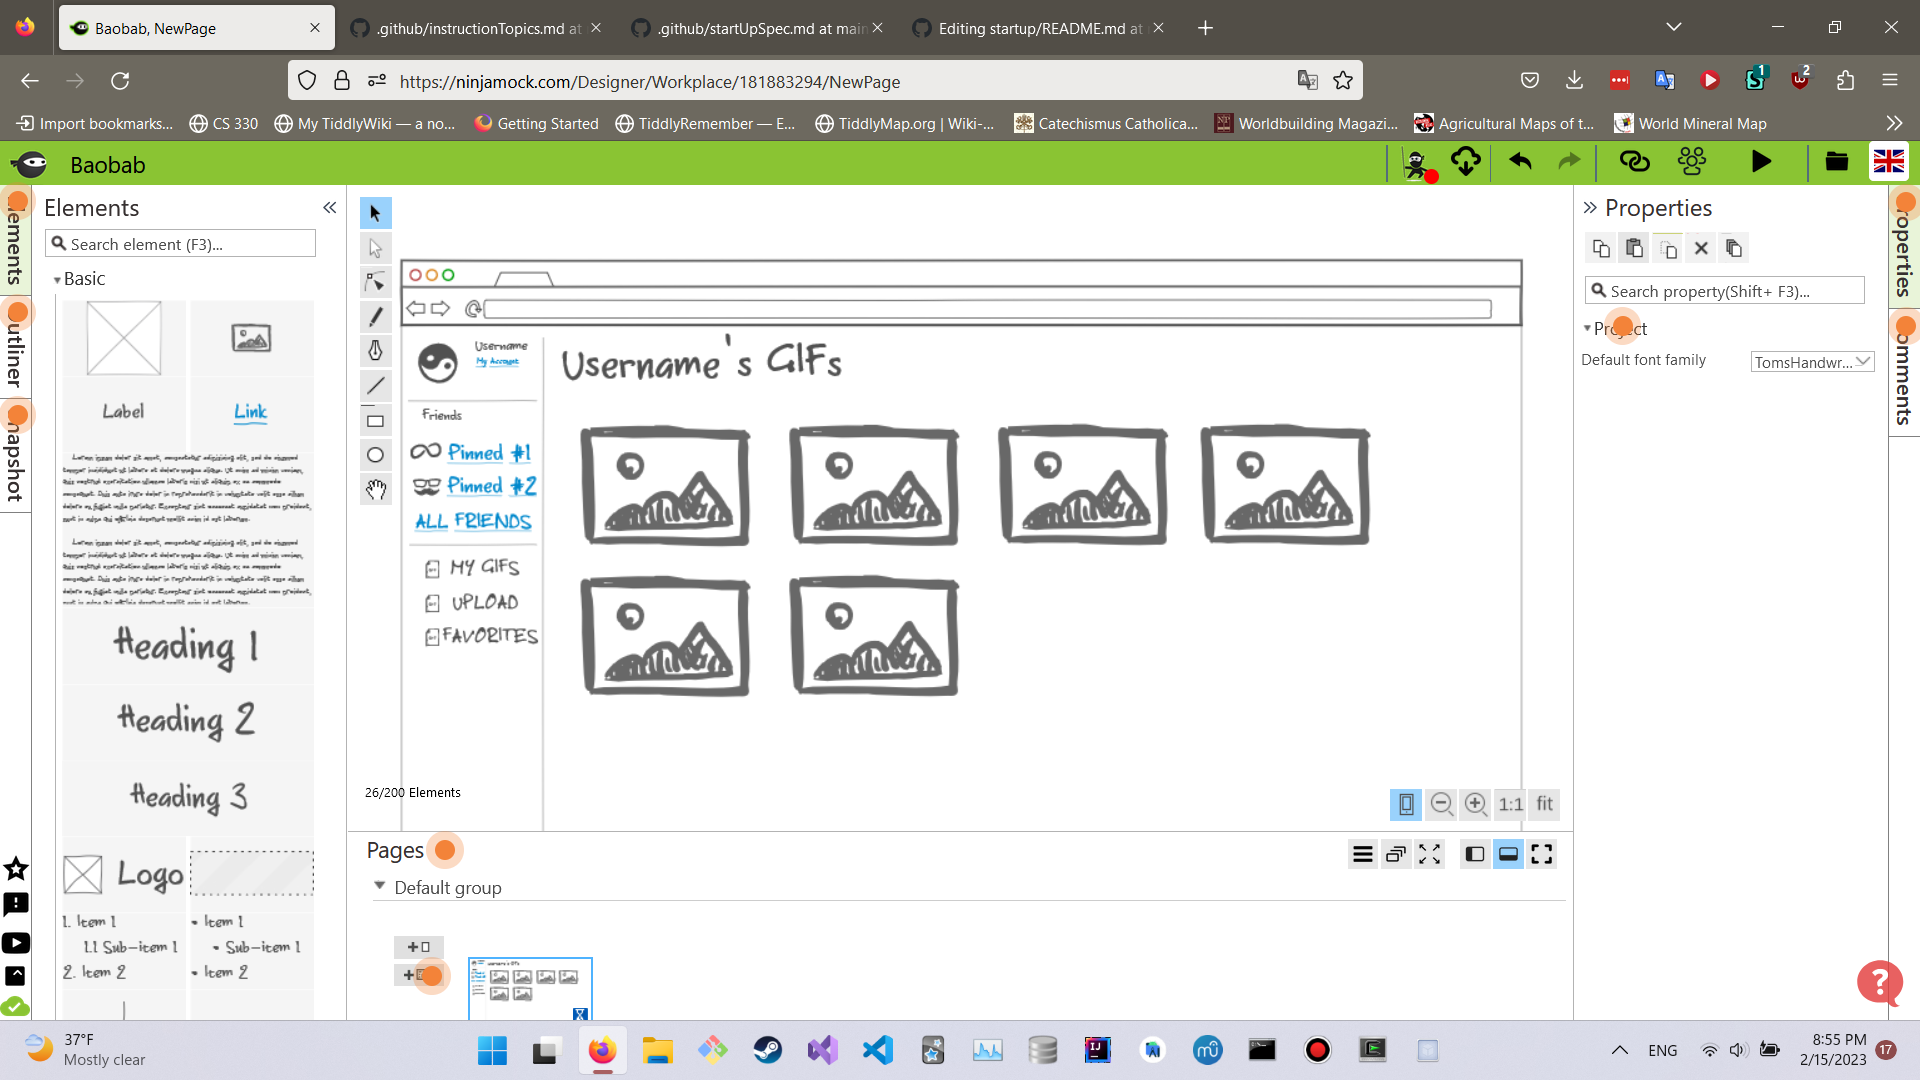 Baobab, NewPage
.github/instructionTopics.md at
.github/startUpSpec.md at main
Editing startup/README.md at
https://ninjamock.com/Designer/Workplace/181883294/NewPage
1
2
Import bookmarks...
CS 330
My TiddlyWiki — a no...
Getting Started
TiddlyRemember — E...
TiddlyMap.org | Wiki-...
Catechismus Catholica...
Worldbuilding Magazi...
Agricultural Maps of t...
World Mineral Map
Baobab
Elements
Search element (F3)...
Basic
Label
Link
Heading 1
Heading 2
Heading 3
Logo
1. Item 1
1.1 Sub-item 1
2. Item 2
• Item 1
• Sub-item 1
• Item 2
Username
My Account
Friends
Pinned #1
Pinned #2
ALL FRIENDS
MY GIFS
UPLOAD
FAVORITES
Username's GIFs
26/200 Elements
1:1
fit
Pages
Default group
Properties
Search property(Shift+ F3)...
Project
Default font family
TomsHandwr...
?
37°F
Mostly clear
ENG
8:55 PM
2/15/2023
17